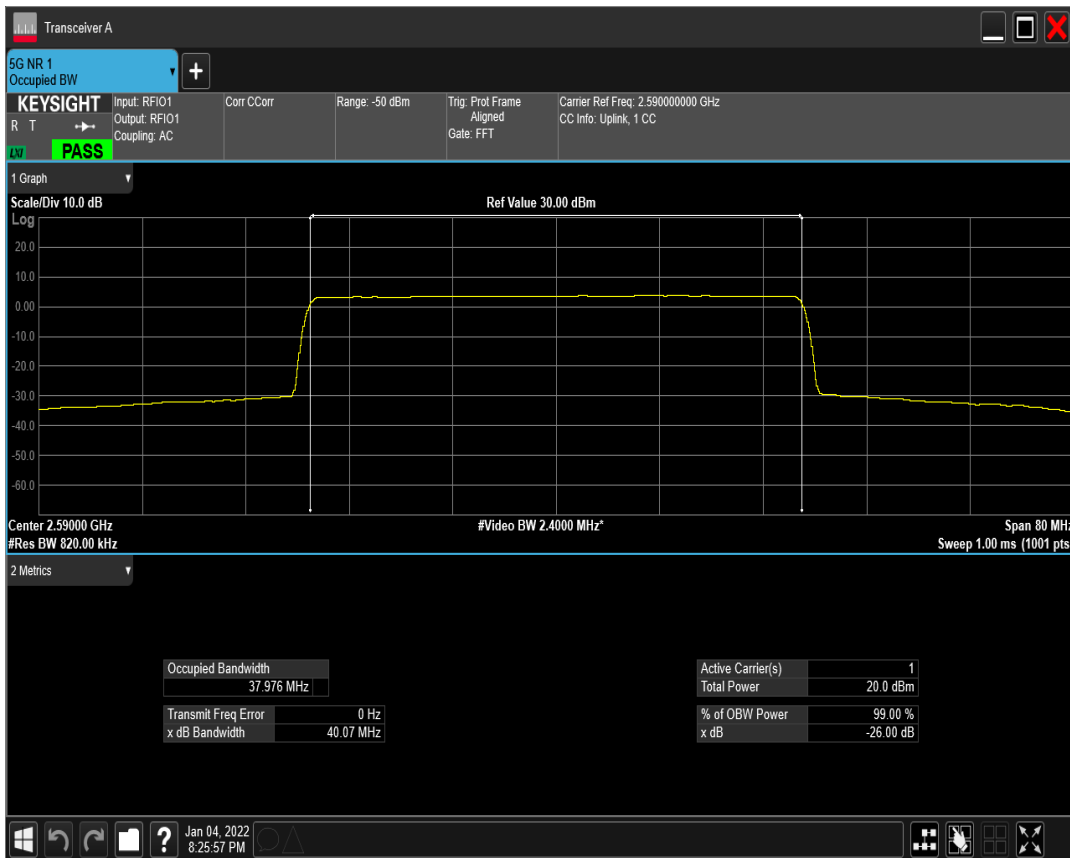 Transceiver A
5G NR 1
Occupied BW
+
KEYSIGHT
R T
LXI
PASS
Input: RFIO1
Output: RFIO1
Coupling: AC
Corr CCorr
Range: -50 dBm
Trig: Prot Frame
Aligned
Gate: FFT
Carrier Ref Freq: 2.590000000 GHz
CC Info: Uplink, 1 CC
1 Graph
Scale/Div 10.0 dB
Ref Value 30.00 dBm
Log
20.0
10.0
0.00
-10.0
-20.0
-30.0
-40.0
-50.0
-60.0
Center 2.59000 GHz
#Video BW 2.4000 MHz*
Span 80 MHz
#Res BW 820.00 kHz
Sweep 1.00 ms (1001 pts
2 Metrics
Occupied Bandwidth
37.976 MHz
Transmit Freq Error 0 Hz
x dB Bandwidth 40.07 MHz
Active Carrier(s) 1
Total Power 20.0 dBm
% of OBW Power 99.00 %
x dB -26.00 dB
?
Jan 04, 2022
8:25:57 PM